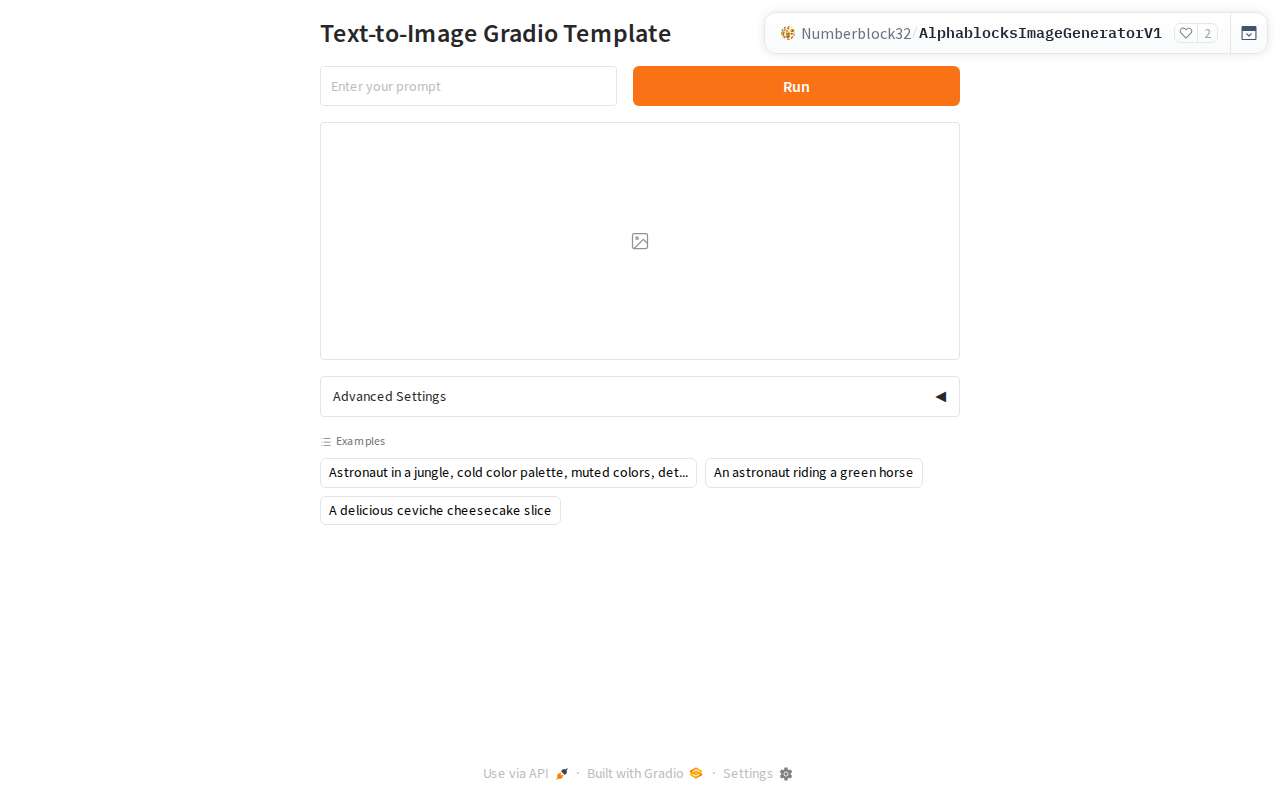 Text-to-Image Gradio Template
Numberblock32/AlphablocksImageGeneratorV1 2
Enter your prompt
Run
Advanced Settings
Examples
Astronaut in a jungle, cold color palette, muted colors, det...
An astronaut riding a green horse
A delicious ceviche cheesecake slice
Use via API · Built with Gradio · Settings